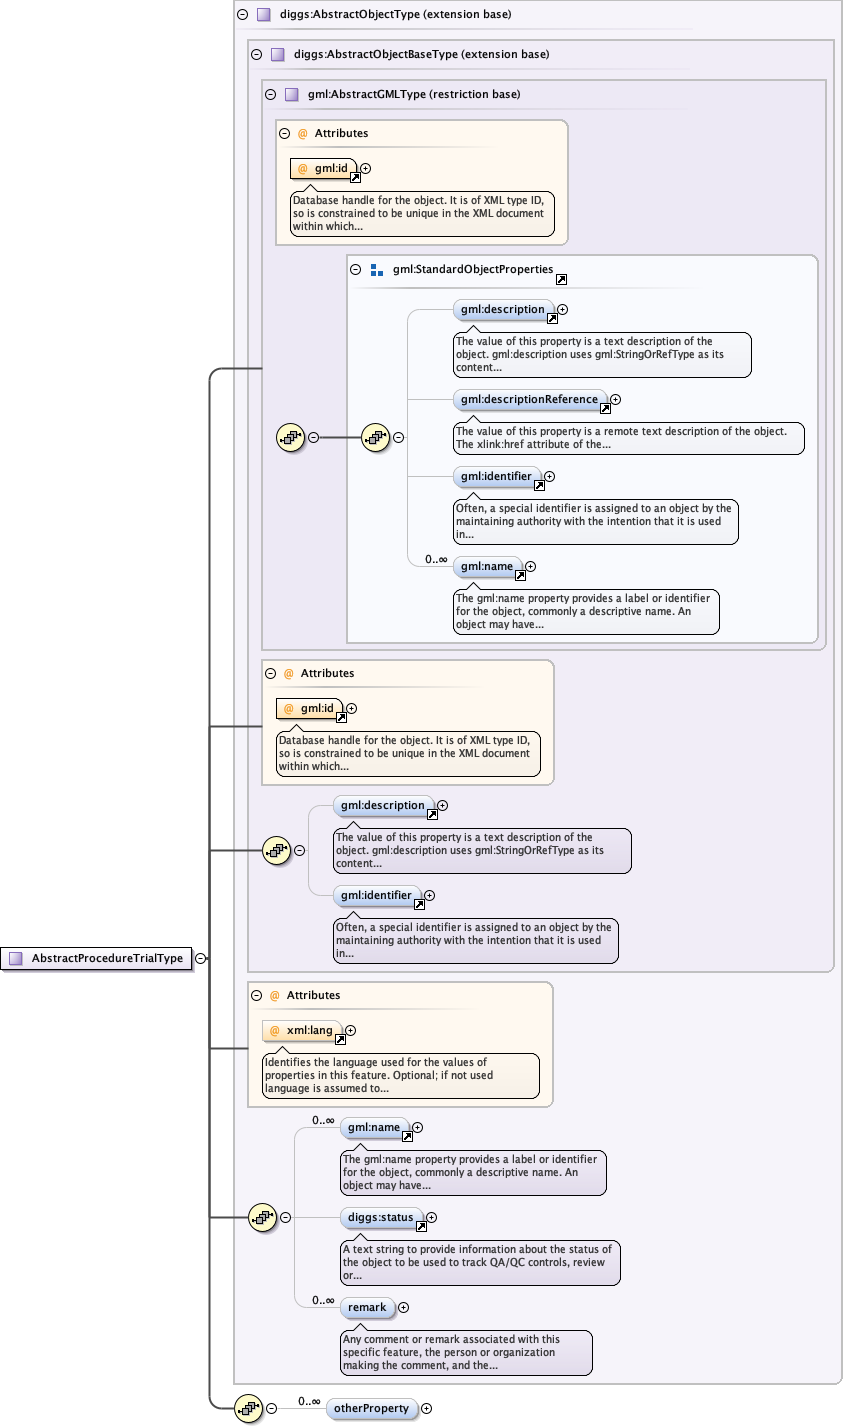 diggs:AbstractObjectType (extension base)
diggs:AbstractObjectBaseType (extension base)
gml:AbstractGMLType (restriction base)
@ Attributes
@ gml:id
Database handle for the object. It is of XML type ID,
so is constrained to be unique in the XML document
within which...
gml:StandardObjectProperties
gml:description
The value of this property is a text description of the
object. gml:description uses gml:StringOrRefType as its
content...
gml:descriptionReference
The value of this property is a remote text description of the object.
The xlink:href attribute of the...
gml:identifier
Often, a special identifier is assigned to an object by the
maintaining authority with the intention that it is used
in...
0..∞
gml:name
The gml:name property provides a label or identifier
for the object, commonly a descriptive name. An
object may have...
@ Attributes
@ gml:id
Database handle for the object. It is of XML type ID,
so is constrained to be unique in the XML document
within which...
gml:description
The value of this property is a text description of the
object. gml:description uses gml:StringOrRefType as its
content...
gml:identifier
Often, a special identifier is assigned to an object by the
maintaining authority with the intention that it is used
in...
AbstractProcedureTrialType
@ Attributes
@ xml:lang
Identifies the language used for the values of
properties in this feature. Optional; if not used
language is assumed to...
0..∞
gml:name
The gml:name property provides a label or identifier
for the object, commonly a descriptive name. An
object may have...
diggs:status
A text string to provide information about the status of
the object to be used to track QA/QC controls, review
or...
0..∞
remark
Any comment or remark associated with this
specific feature, the person or organization
making the comment, and the...
0..∞
otherProperty